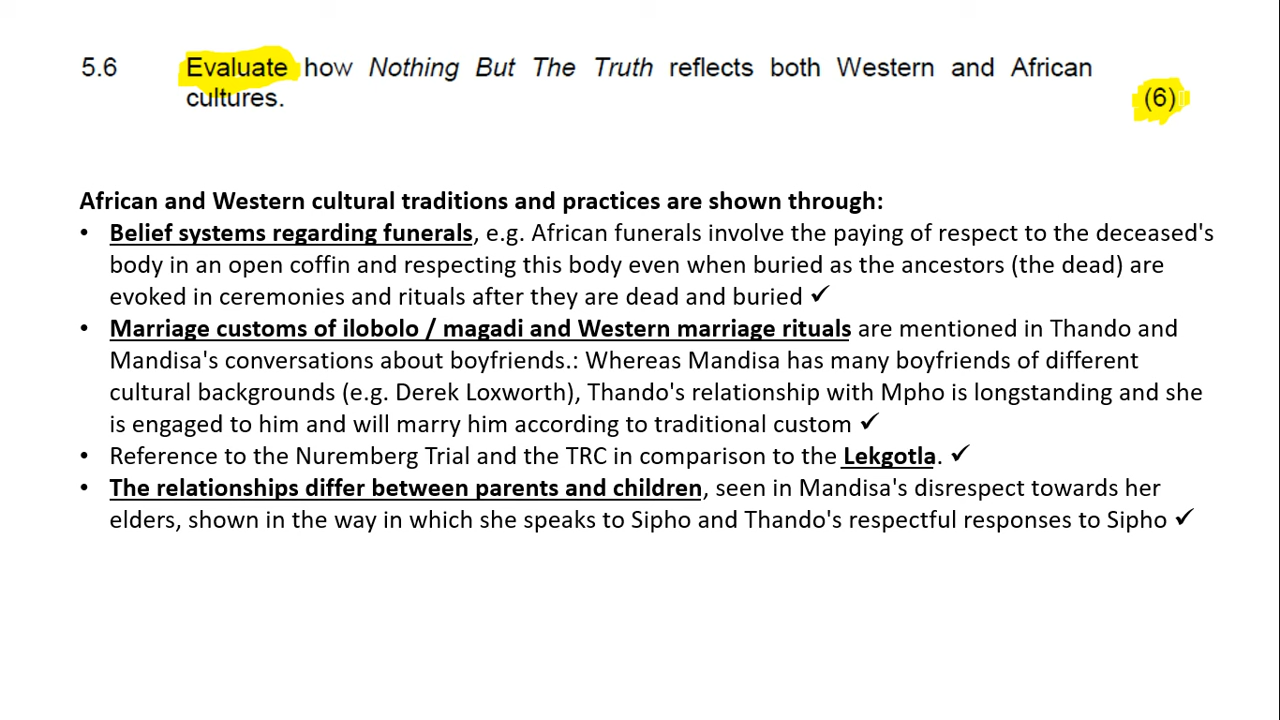 5.6 Evaluate how Nothing But The Truth reflects both Western and African
cultures. (6)
African and Western cultural traditions and practices are shown through:
• Belief systems regarding funerals, e.g. African funerals involve the paying of respect to the deceased's
body in an open coffin and respecting this body even when buried as the ancestors (the dead) are
evoked in ceremonies and rituals after they are dead and buried ✓
• Marriage customs of ilobolo / magadi and Western marriage rituals are mentioned in Thando and
Mandisa's conversations about boyfriends.: Whereas Mandisa has many boyfriends of different
cultural backgrounds (e.g. Derek Loxworth), Thando's relationship with Mpho is longstanding and she
is engaged to him and will marry him according to traditional custom ✓
• Reference to the Nuremberg Trial and the TRC in comparison to the Lekgotla. ✓
• The relationships differ between parents and children, seen in Mandisa's disrespect towards her
elders, shown in the way in which she speaks to Sipho and Thando's respectful responses to Sipho ✓